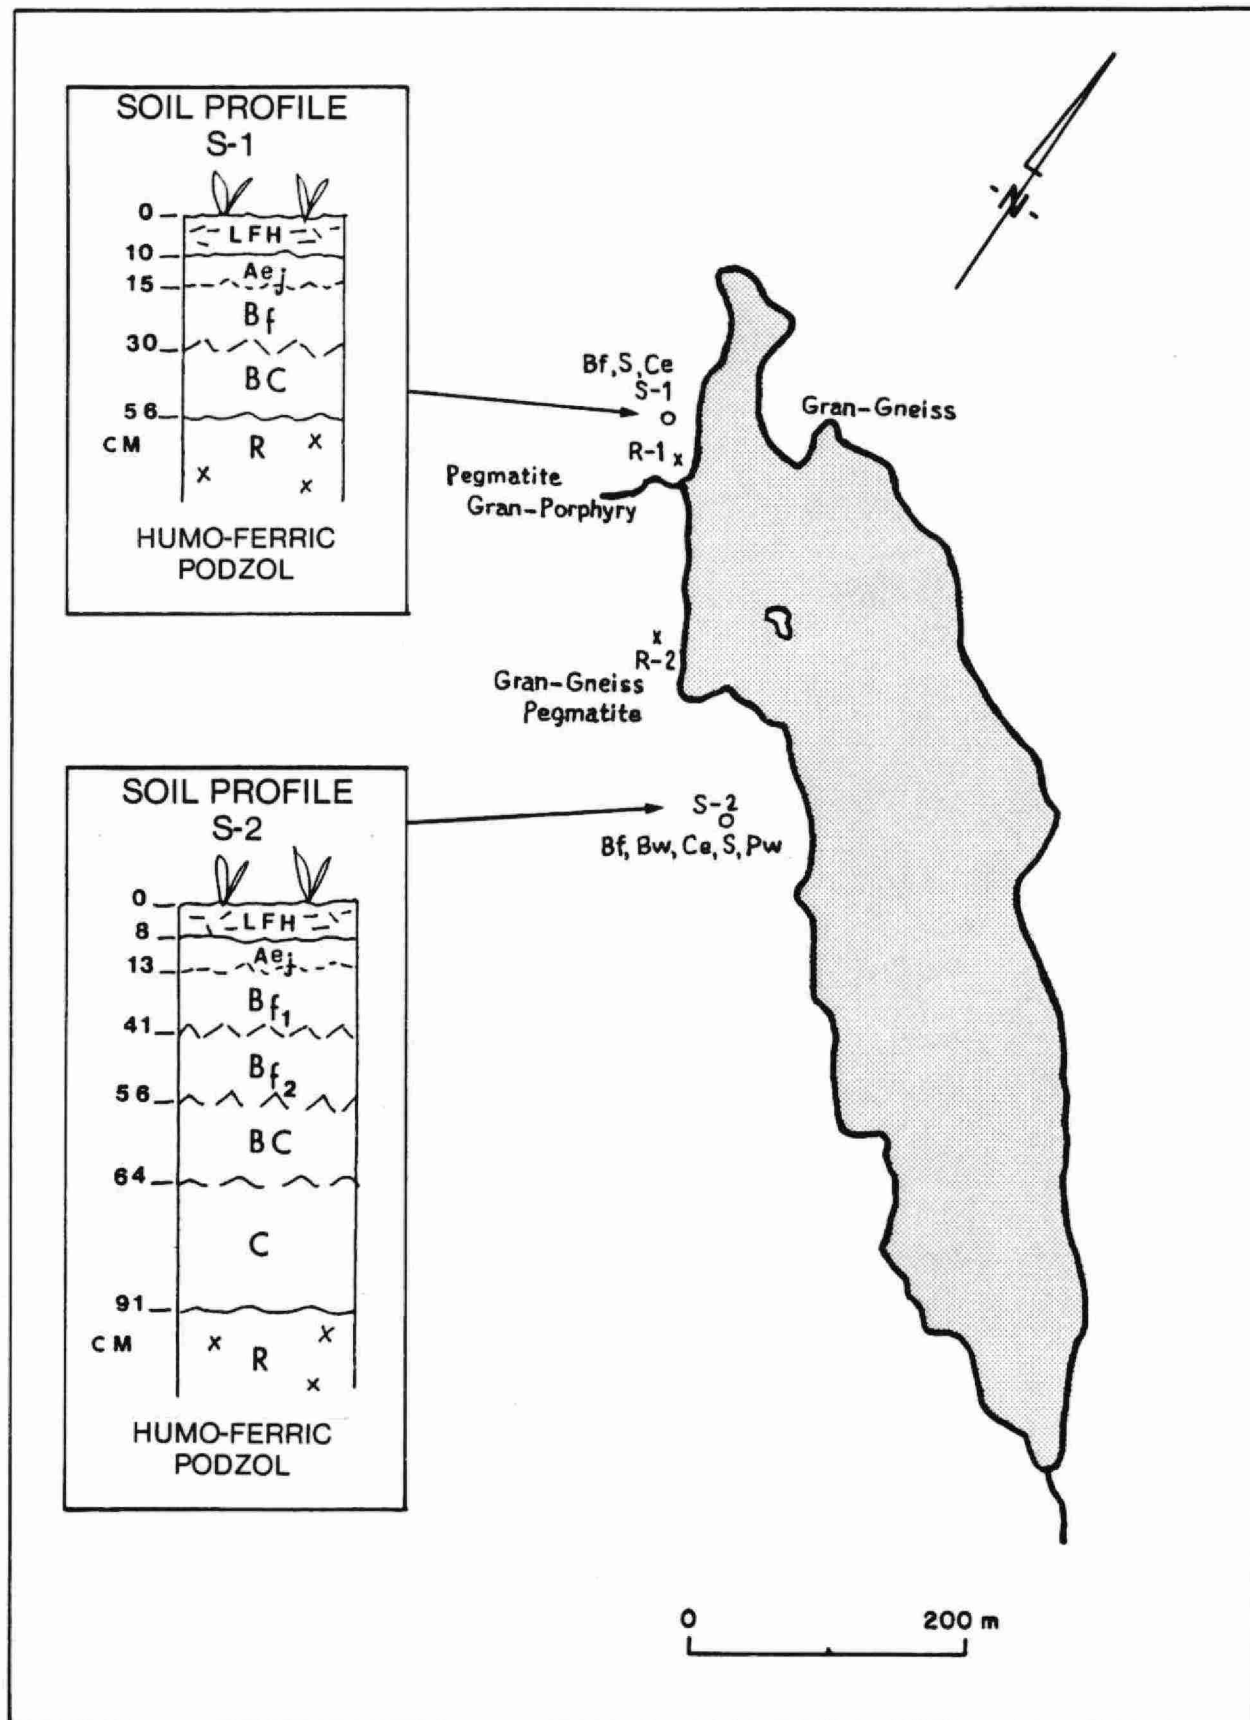 SOIL PROFILE
S-1
0
LFH
10
Aej
15
Bf
30
BC
56
CM
R
x
x
x
HUMO-FERRIC
PODZOL
N
Bf, S, Ce
S-1
R-1 x
Gran-Gneiss
Pegmatite
Gran-Porphyry
x
R-2
Gran-Gneiss
Pegmatite
S-2
Bf, Bw, Ce, S, Pw
SOIL PROFILE
S-2
0
LFH
8
Aej
13
Bf1
41
Bf2
56
BC
64
C
91
CM
x
R
x
x
HUMO-FERRIC
PODZOL
0
200 m